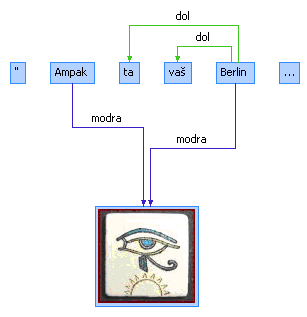 dol
dol
" Ampak ta vaš Berlin ...
modra
modra